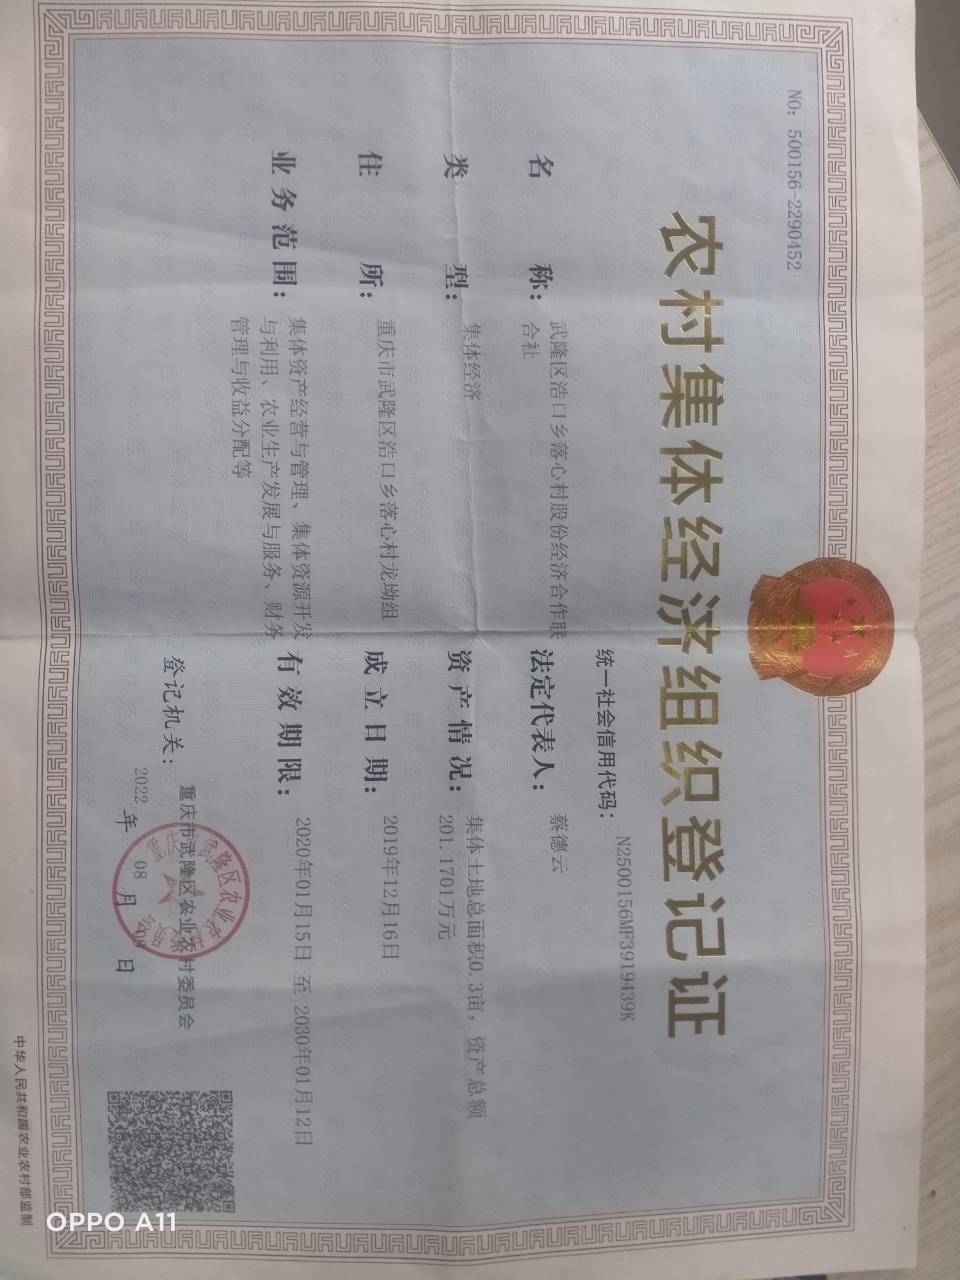 NO: 500156-2290452
农村集体经济组织登记证
统一社会信用代码： N2500156MF3919439K
名称： 武隆区浩口乡落心村股份经济合作联
合社
法定代表人： 蔡德云
类型： 集体经济
资产情况： 集体土地总面积0.3亩，资产总额
201.1701万元
住所： 重庆市武隆区浩口乡落心村龙坳组
成立日期： 2019年12月16日
业务范围： 集体资产经营与管理、集体资源开发
与利用、农业生产发展与服务、财务
管理与收益分配等
有效期限： 2020年01月15日 至 2030年01月12日
登记机关： 重庆市武隆区农业农村委员会
2022 年 08 月 日
中华人民共和国农业农村部监制
OPPO A11